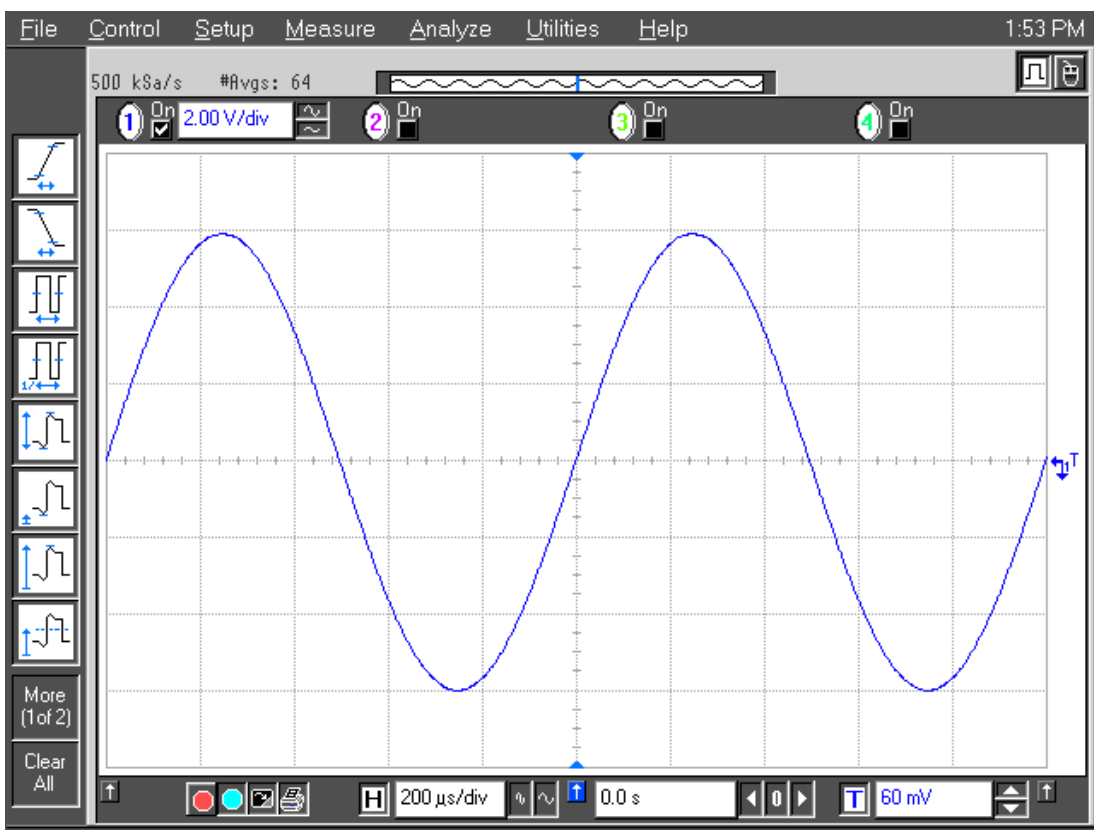 File Control Setup Measure Analyze Utilities Help 1:53 PM
500 kSa/s #Avgs: 64
1 On 2.00 V/div 2 On 3 On 4 On
1/
1 T
More
(1of 2)
Clear
All
H 200 µs/div 0.0 s 0 T 60 mV